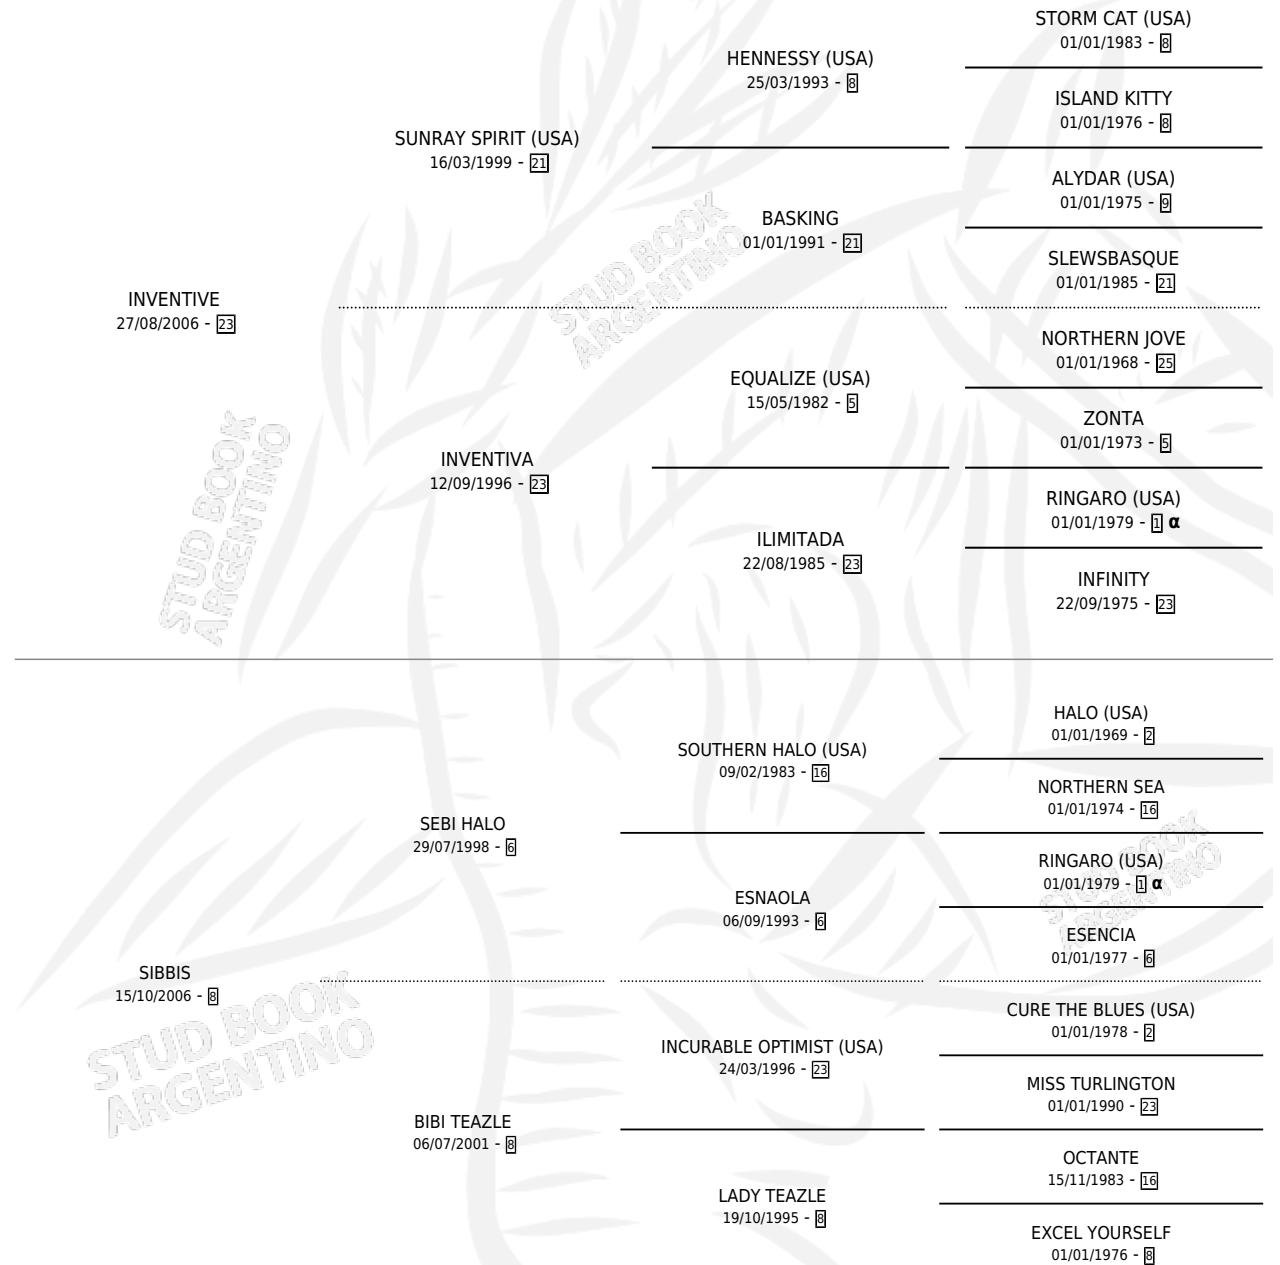 STORM CAT (USA)
01/01/1983 - 8
HENNESSY (USA)
25/03/1993 - 8
ISLAND KITTY
01/01/1976 - 8
SUNRAY SPIRIT (USA)
16/03/1999 - 21
ALYDAR (USA)
01/01/1975 - 9
BASKING
01/01/1991 - 21
SLEWSBASQUE
01/01/1985 - 21
INVENTIVE
27/08/2006 - 23
NORTHERN JOVE
01/01/1968 - 25
EQUALIZE (USA)
15/05/1982 - 5
ZONTA
01/01/1973 - 5
INVENTIVA
12/09/1996 - 23
RINGARO (USA)
01/01/1979 - 1 α
ILIMITADA
22/08/1985 - 23
INFINITY
22/09/1975 - 23
STUD BOOK
ARGENTINO
STUD BOOK
ARGENTINO
HALO (USA)
01/01/1969 - 2
SOUTHERN HALO (USA)
09/02/1983 - 16
NORTHERN SEA
01/01/1974 - 16
SEBI HALO
29/07/1998 - 6
RINGARO (USA)
01/01/1979 - 1 α
ESNAOLA
06/09/1993 - 6
ESENCIA
01/01/1977 - 6
SIBBIS
15/10/2006 - 8
CURE THE BLUES (USA)
01/01/1978 - 2
INCURABLE OPTIMIST (USA)
24/03/1996 - 23
MISS TURLINGTON
01/01/1990 - 23
BIBI TEAZLE
06/07/2001 - 8
OCTANTE
15/11/1983 - 16
LADY TEAZLE
19/10/1995 - 8
EXCEL YOURSELF
01/01/1976 - 8
STUD BOOK
ARGENTINO
STUD BOOK
ARGENTINO